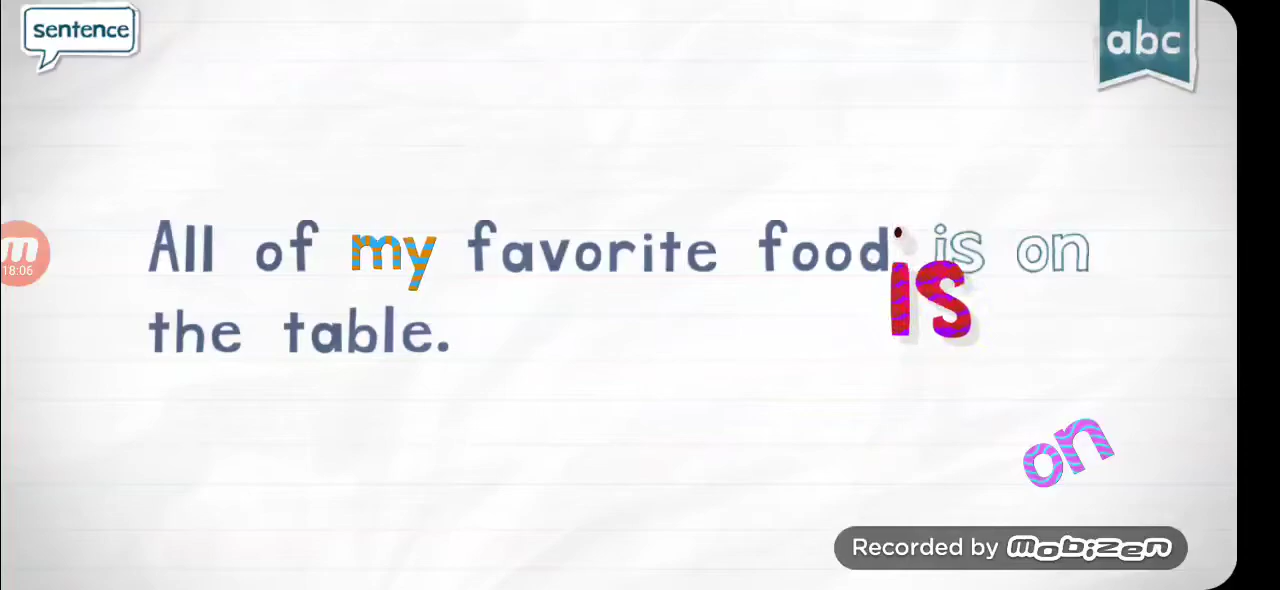 sentence
abc
All of my favorite food is on
is
the table.
on
18:06
Recorded by Mobizen